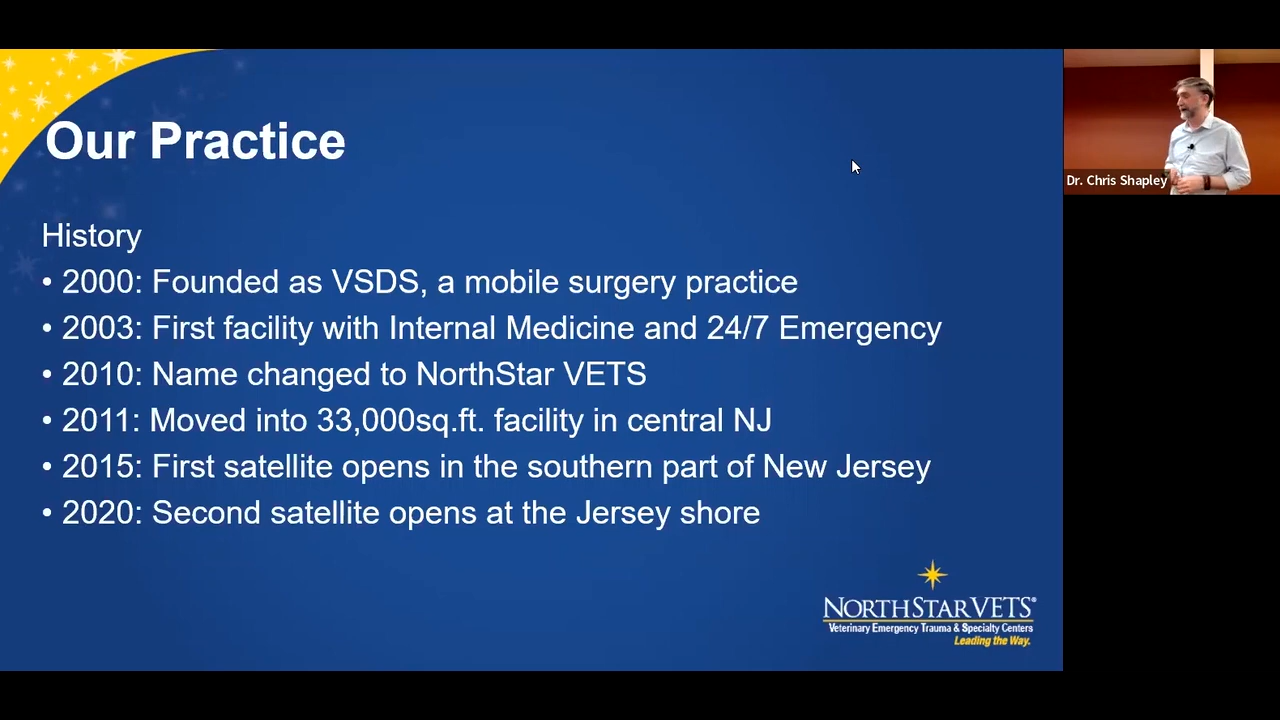 Our Practice
History
• 2000: Founded as VSDS, a mobile surgery practice
• 2003: First facility with Internal Medicine and 24/7 Emergency
• 2010: Name changed to NorthStar VETS
• 2011: Moved into 33,000sq.ft. facility in central NJ
• 2015: First satellite opens in the southern part of New Jersey
• 2020: Second satellite opens at the Jersey shore
NORTHSTAR VETS®
Veterinary Emergency Trauma & Specialty Centers
Leading the Way.
Dr. Chris Shapley